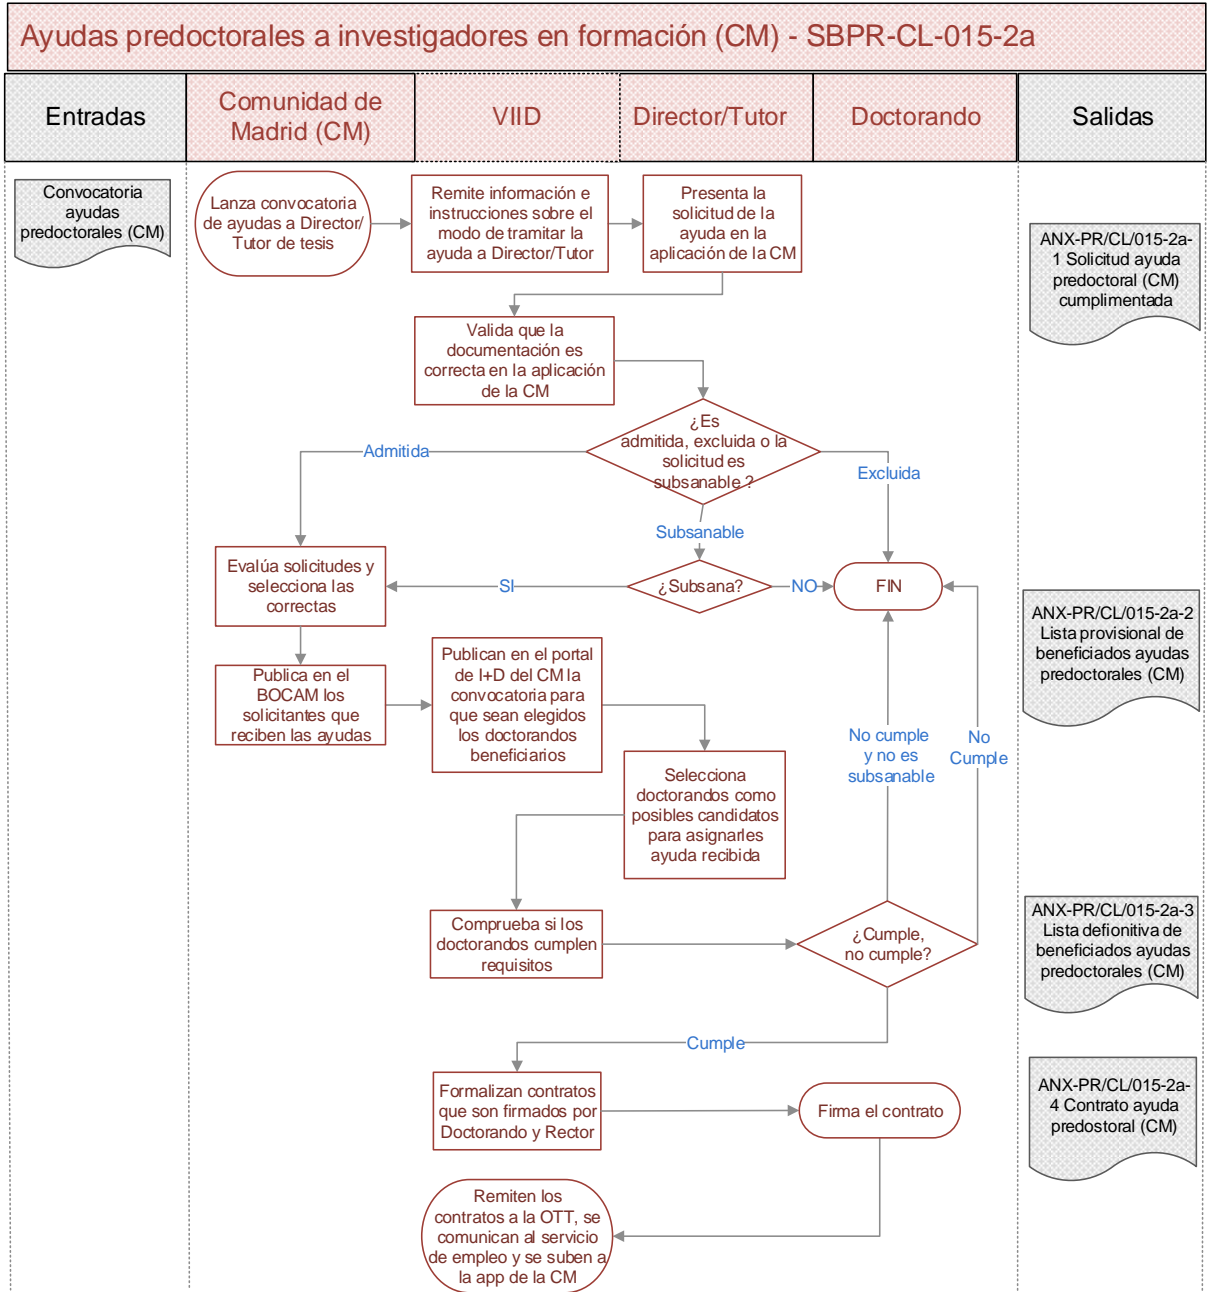 Ayudas predoctorales a investigadores en formación (CM) - SBPR-CL-015-2a
Entradas
Comunidad de
Madrid (CM)
VIID
Director/Tutor
Doctorando
Salidas
Convocatoria
ayudas
predoctorales (CM)
Lanza convocatoria
de ayudas a Director/
Tutor de tesis
Remite información e
instrucciones sobre el
modo de tramitar la
ayuda a Director/Tutor
Presenta la
solicitud de la
ayuda en la
aplicación de la CM
ANX-PR/CL/015-2a-
1 Solicitud ayuda
predoctoral (CM)
cumplimentada
Valida que la
documentación es
correcta en la aplicación
de la CM
¿Es
admitida, excluida o la
solicitud es
subsanable ?
Admitida
Excluida
Subsanable
Evalúa solicitudes y
selecciona las
correctas
SI
¿Subsana?
NO
FIN
ANX-PR/CL/015-2a-2
Lista provisional de
beneficiados ayudas
predoctorales (CM)
Publica en el
BOCAM los
solicitantes que
reciben las ayudas
Publican en el portal
de I+D del CM la
convocatoria para
que sean elegidos
los doctorandos
beneficiarios
No cumple
y no es
subsanable
No
Cumple
Selecciona
doctorandos como
posibles candidatos
para asignarles
ayuda recibida
Comprueba si los
doctorandos cumplen
requisitos
¿Cumple,
no cumple?
ANX-PR/CL/015-2a-3
Lista defionitiva de
beneficiados ayudas
predoctorales (CM)
Cumple
Formalizan contratos
que son firmados por
Doctorando y Rector
Firma el contrato
ANX-PR/CL/015-2a-
4 Contrato ayuda
predostoral (CM)
Remiten los
contratos a la OTT, se
comunican al servicio
de empleo y se suben a
la app de la CM